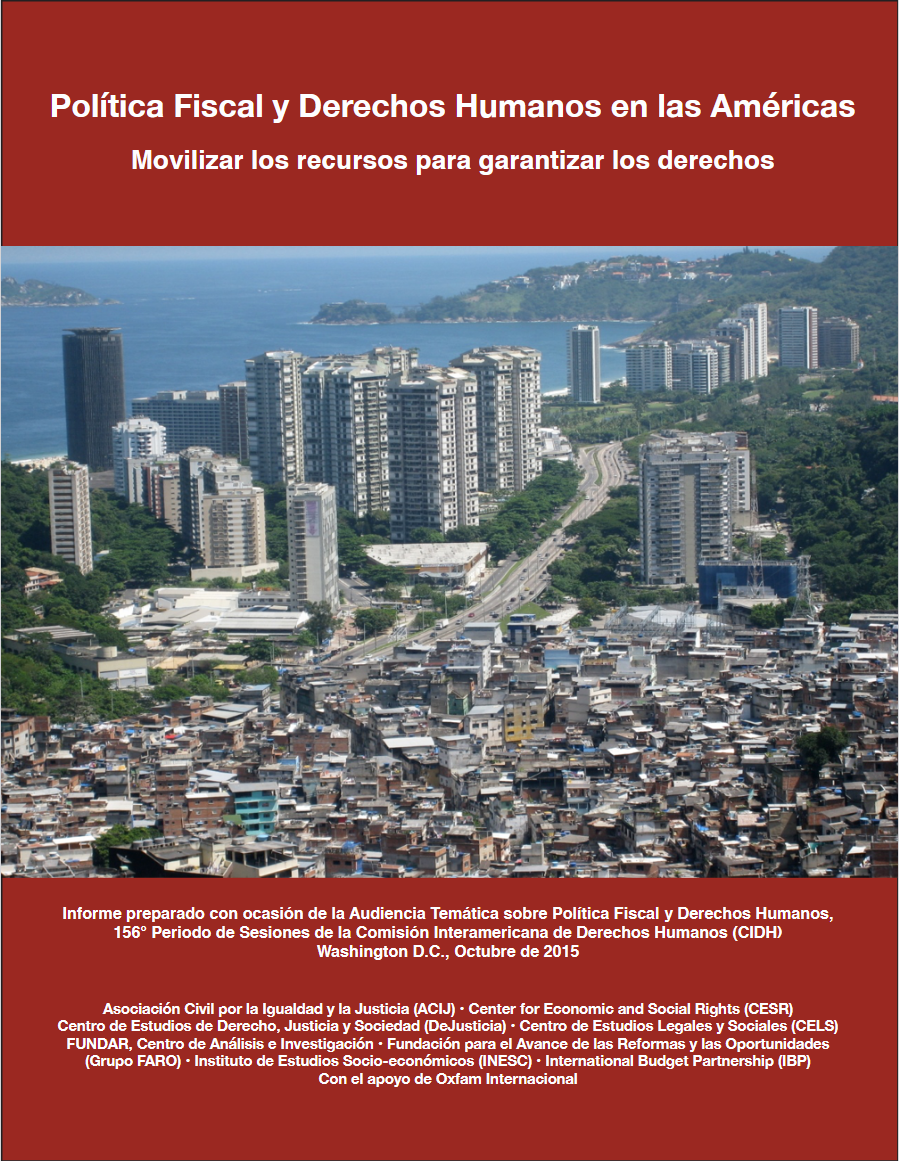 Política Fiscal y Derechos Humanos en las Américas
Movilizar los recursos para garantizar los derechos
Informe preparado con ocasión de la Audiencia Temática sobre Política Fiscal y Derechos Humanos,
156° Periodo de Sesiones de la Comisión Interamericana de Derechos Humanos (CIDH)
Washington D.C., Octubre de 2015
Asociación Civil por la Igualdad y la Justicia (ACIJ) · Center for Economic and Social Rights (CESR)
Centro de Estudios de Derecho, Justicia y Sociedad (DeJusticia) · Centro de Estudios Legales y Sociales (CELS)
FUNDAR, Centro de Análisis e Investigación · Fundación para el Avance de las Reformas y las Oportunidades
(Grupo FARO) · Instituto de Estudios Socio-económicos (INESC) · International Budget Partnership (IBP)
Con el apoyo de Oxfam Internacional